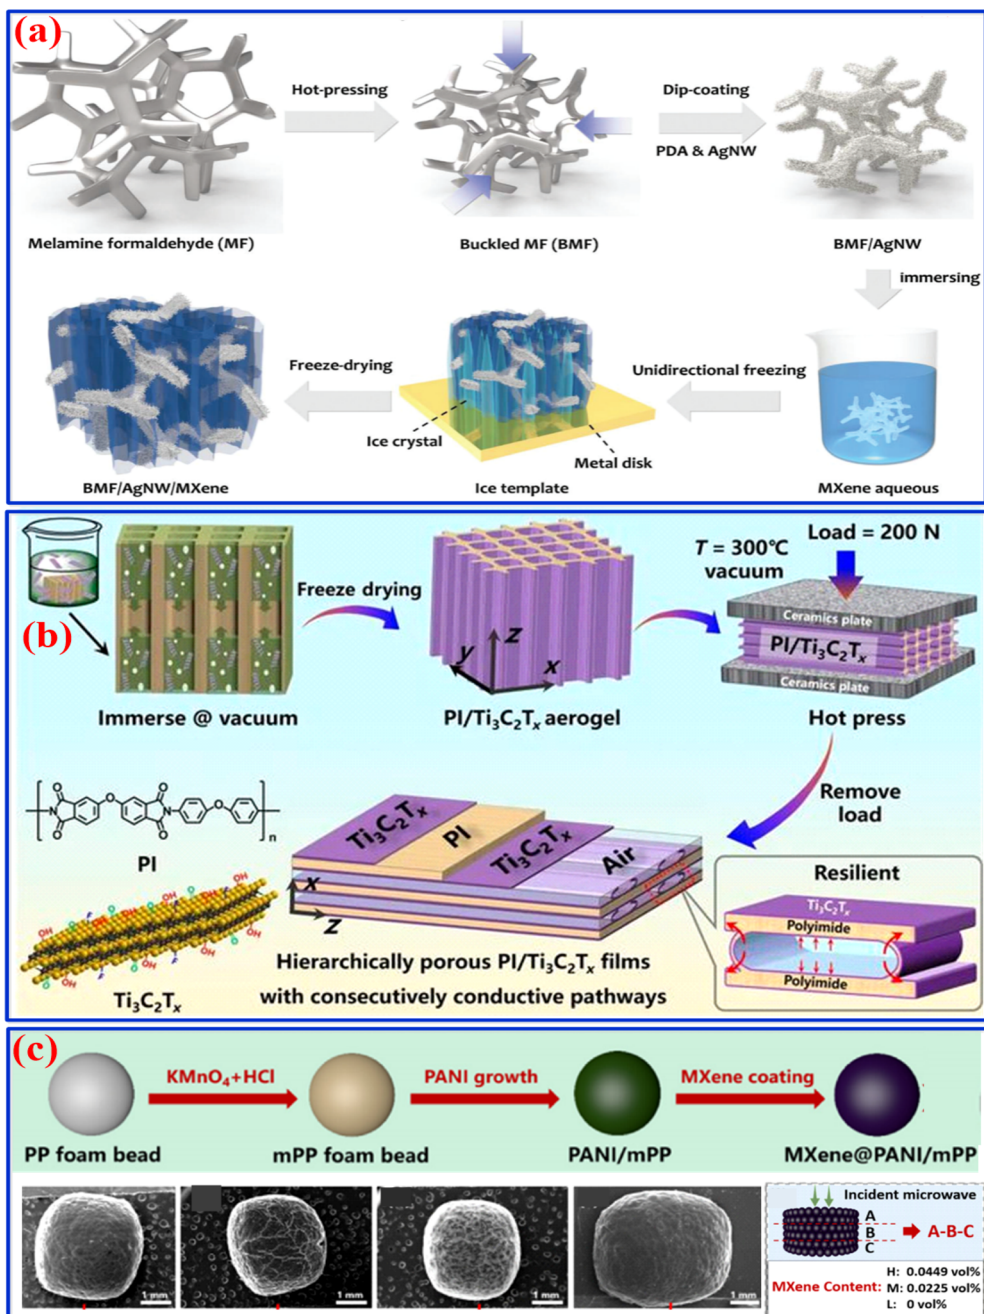 (a)
Hot-pressing
Dip-coating
PDA & AgNW
Melamine formaldehyde (MF)
Buckled MF (BMF)
BMF/AgNW
immersing
Freeze-drying
Unidirectional freezing
Ice crystal
Metal disk
BMF/AgNW/MXene
Ice template
MXene aqueous
(b)
Freeze drying
T = 300°C
vacuum
Load = 200 N
Ceramics plate
PI/Ti₃C₂Tₓ
Ceramics plate
z
y
x
Immerse @ vacuum
PI/Ti₃C₂Tₓ aerogel
Hot press
Remove
load
O
O
O
O
N
N
O
O
n
PI
Ti₃C₂Tₓ
PI
Ti₃C₂Tₓ
Air
x
z
Resilient
Ti₃C₂Tₓ
Polyimide
Polyimide
Hierarchically porous PI/Ti₃C₂Tₓ films
with consecutively conductive pathways
OH
OH
OH
OH
OH
Ti₃C₂Tₓ
(c)
KMnO₄+HCl
PANI growth
MXene coating
PP foam bead
mPP foam bead
PANI/mPP
MXene@PANI/mPP
1 mm
1 mm
1 mm
1 mm
Incident microwave
A
B
C
A-B-C
MXene Content:
H: 0.0449 vol%
M: 0.0225 vol%
L: 0 vol%